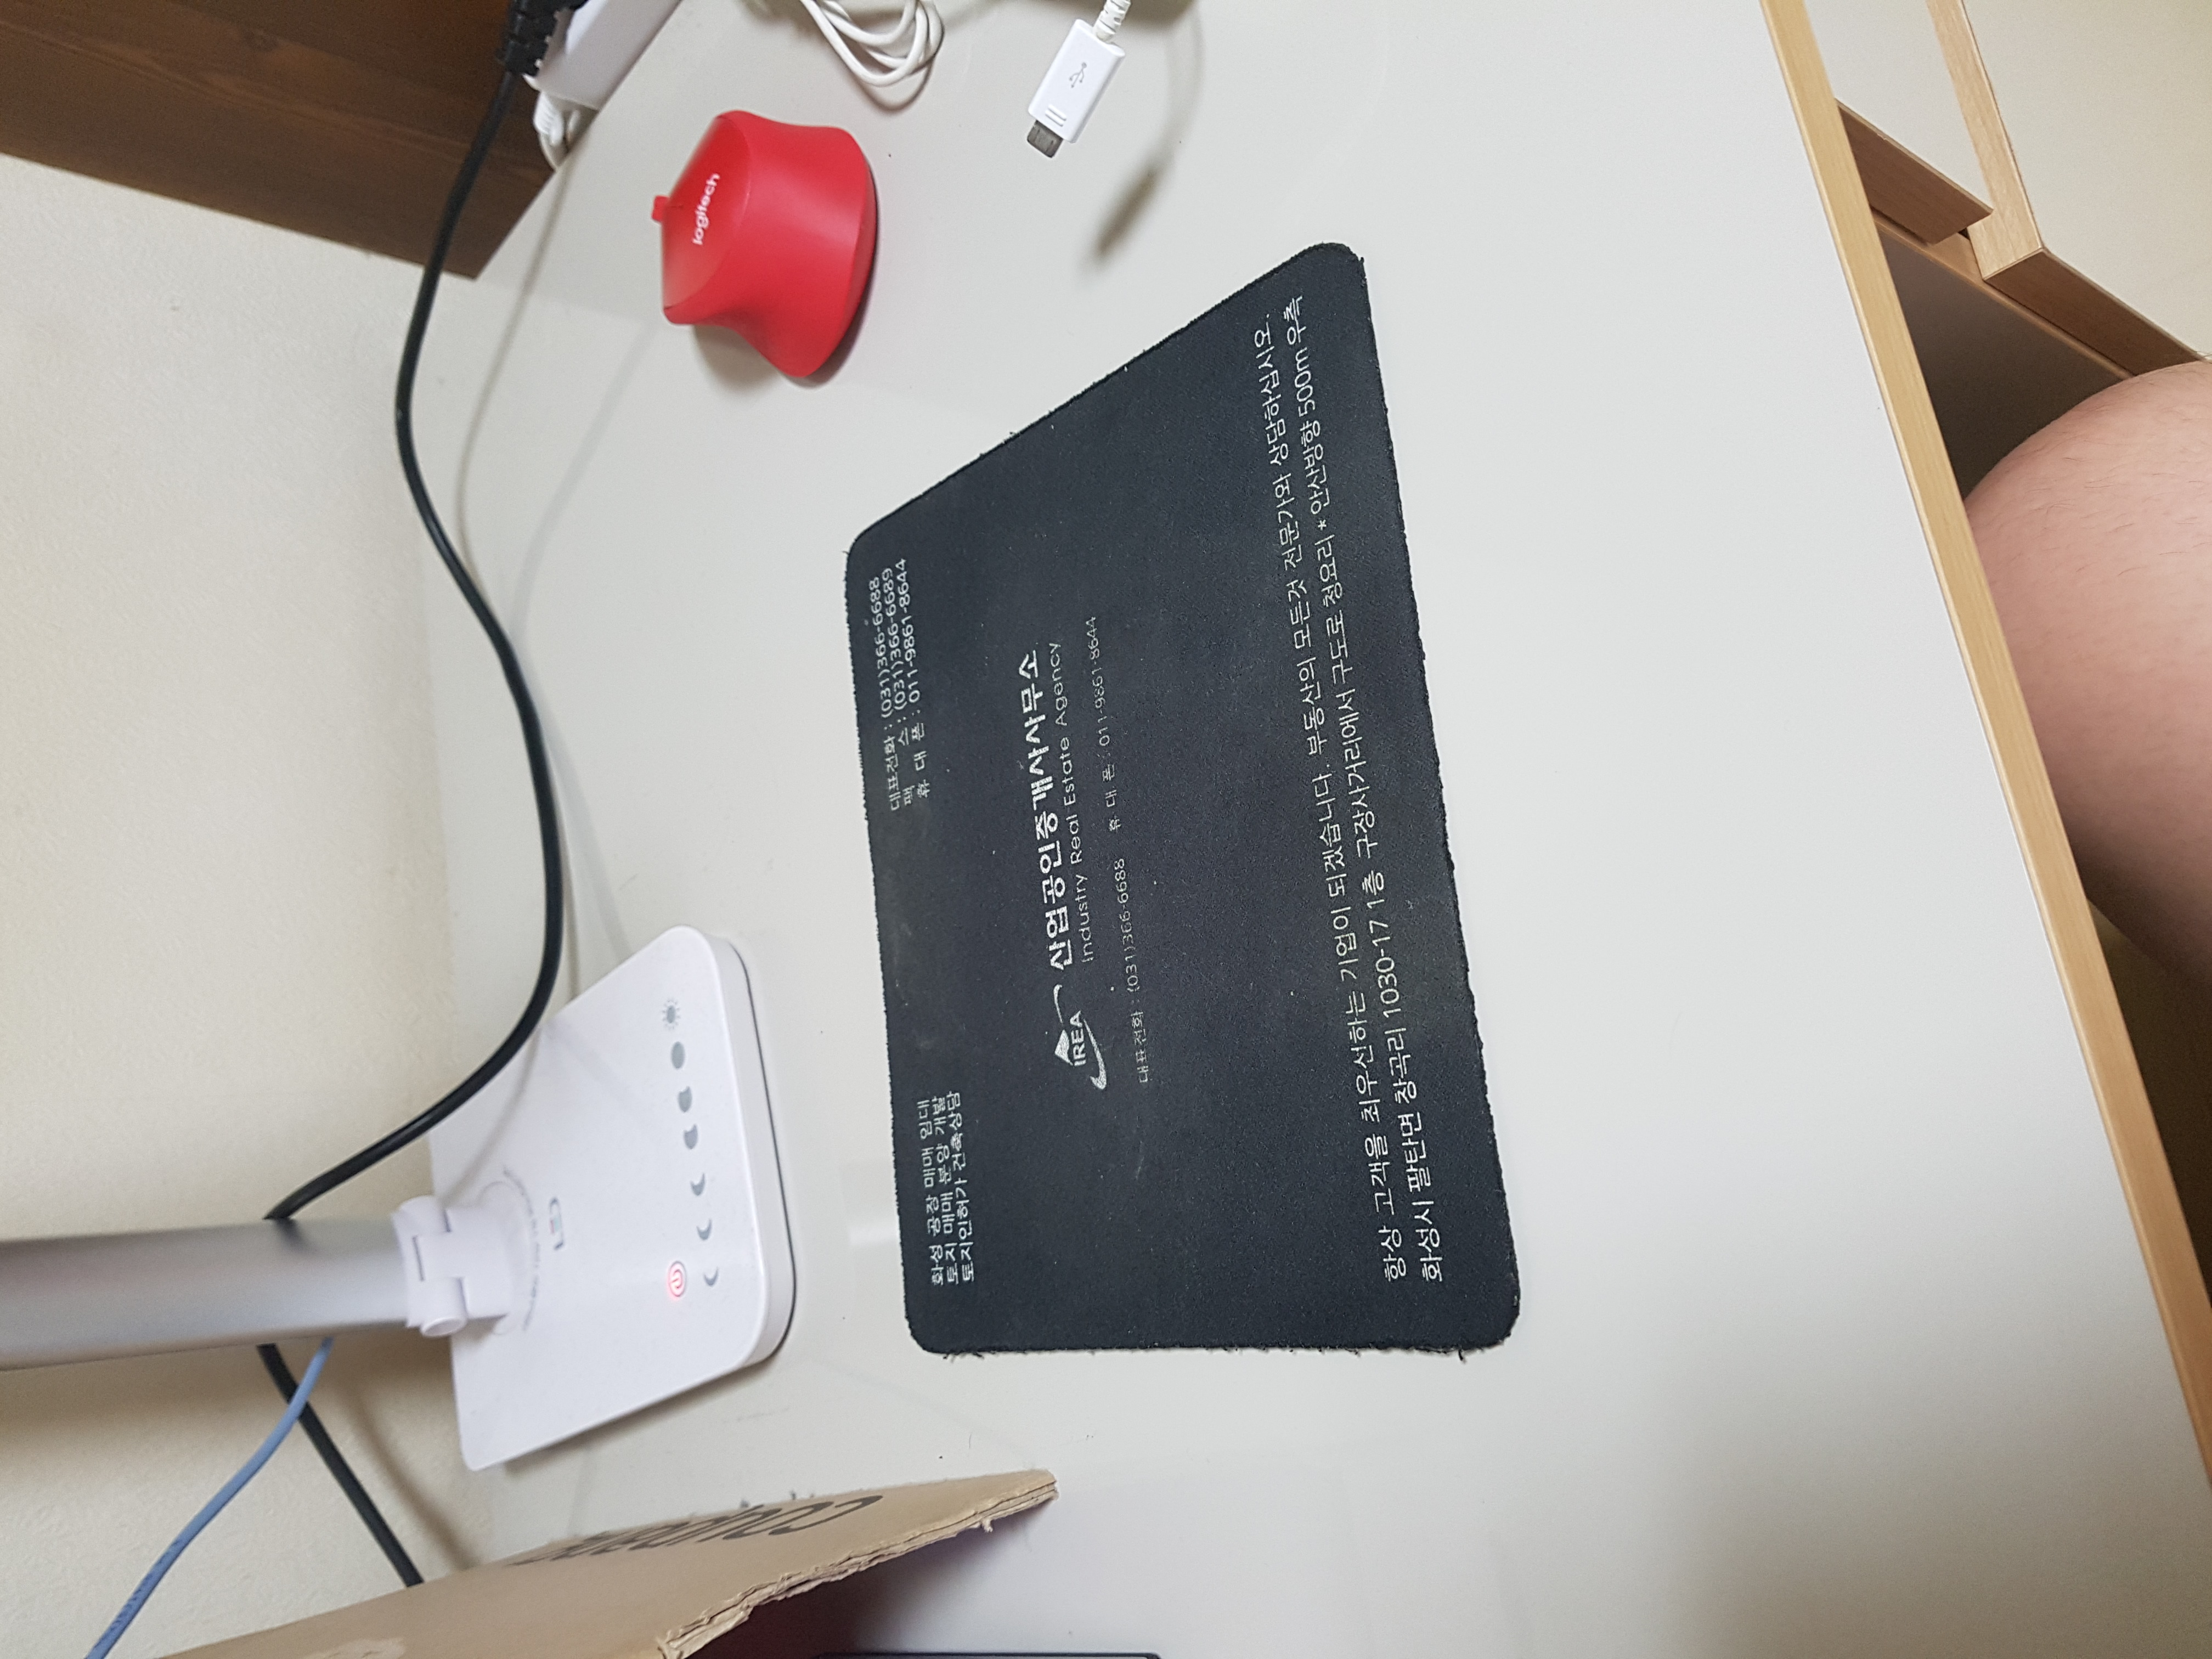 logitech
화성 공장 매매 임대
토지 매매 분양 개발
토지인허가 건축상담
대표전화 : (031)366-6688
팩 스 : (031)366-6689
휴 대 폰 : 011-9861-8644
IREA
산업공인중개사사무소
Industry Real Estate Agency
대표전화 : (031)366-6688 휴 대 폰 : 011-9861-8644
항상 고객을 최우선하는 기업이 되겠습니다. 부동산의 모든것 전문가와 상담하십시오.
화성시 팔탄면 창곡리 1030-17 1층 구장사거리에서 구도로 청요리 * 안산방향 500m 우측